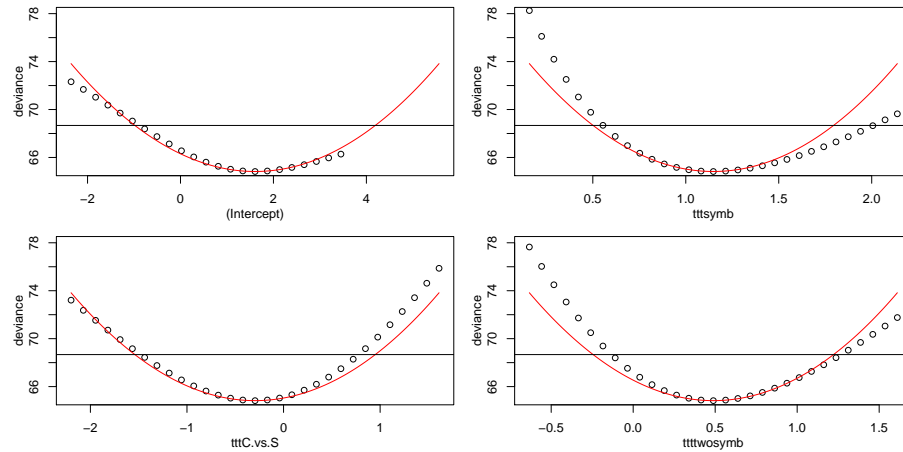 deviance
66 70 74 78
−2 0 2 4
(Intercept)
deviance
66 70 74 78
0.5 1.0 1.5 2.0
tttsymb
deviance
66 70 74 78
−2 −1 0 1
tttC.vs.S
deviance
66 70 74 78
−0.5 0.0 0.5 1.0 1.5
ttttwosymb